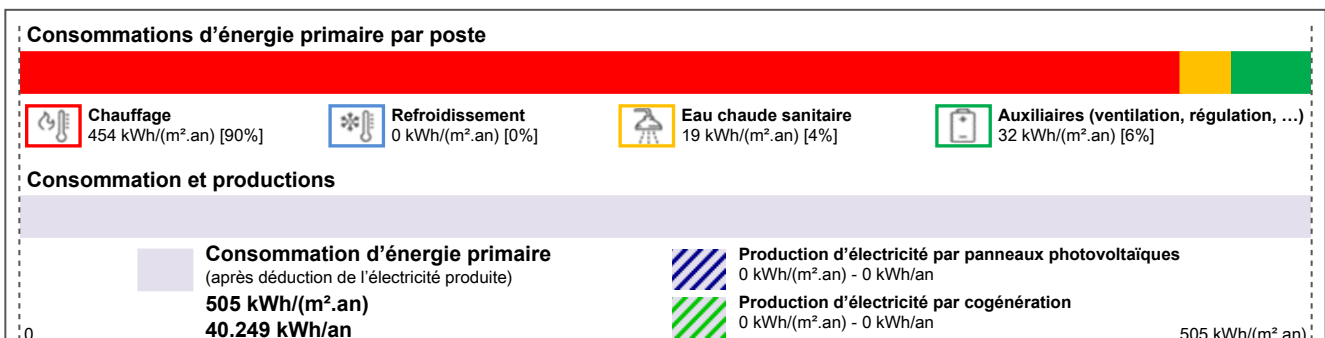 Consommations d’énergie primaire par poste
Chauffage
454 kWh/(m².an) [90%]
Refroidissement
0 kWh/(m².an) [0%]
Eau chaude sanitaire
19 kWh/(m².an) [4%]
Auxiliaires (ventilation, régulation, …)
32 kWh/(m².an) [6%]
Consommation et productions
Consommation d’énergie primaire
(après déduction de l’électricité produite)
505 kWh/(m².an)
40.249 kWh/an
Production d’électricité par panneaux photovoltaïques
0 kWh/(m².an) - 0 kWh/an
Production d’électricité par cogénération
0 kWh/(m².an) - 0 kWh/an
0
505 kWh/(m².an)